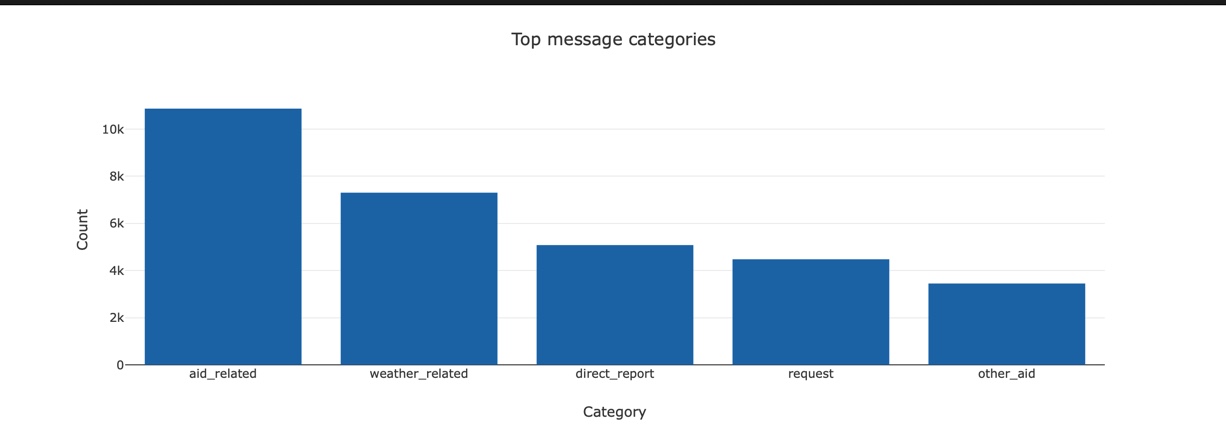 Top message categories
10k
8k
6k
4k
2k
0
Count
aid_related weather_related direct_report request other_aid
Category